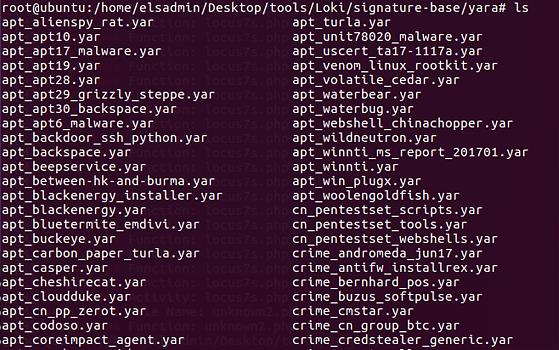 root@ubuntu:/home/elsadmin/Desktop/tools/Loki/signature-base/yara# ls
apt_alienspy_rat.yar apt_turla.yar
apt_apt10.yar apt_unit78020_malware.yar
apt_apt17_malware.yar apt_uscert_ta17-1117a.yar
apt_apt19.yar apt_venom_linux_rootkit.yar
apt_apt28.yar apt_volatile_cedar.yar
apt_apt29_grizzly_steppe.yar apt_waterbear.yar
apt_apt30_backspace.yar apt_waterbug.yar
apt_apt6_malware.yar apt_webshell_chinachopper.yar
apt_backdoor_ssh_python.yar apt_wildneutron.yar
apt_backspace.yar apt_winnti_ms_report_201701.yar
apt_beepservice.yar apt_winnti.yar
apt_between-hk-and-burma.yar apt_win_plugx.yar
apt_blackenergy_installer.yar apt_woolengoldfish.yar
apt_blackenergy.yar cn_pentestset_scripts.yar
apt_bluetermite_emdivi.yar cn_pentestset_tools.yar
apt_buckeye.yar cn_pentestset_webshells.yar
apt_carbon_paper_turla.yar crime_andromeda_jun17.yar
apt_casper.yar crime_antifw_installrex.yar
apt_cheshirecat.yar crime_bernhard_pos.yar
apt_cloudduke.yar crime_buzus_softpulse.yar
apt_cn_pp_zerot.yar crime_cmstar.yar
apt_codoso.yar crime_cn_group_btc.yar
apt_coreimpact_agent.yar crime_credstealer_generic.yar